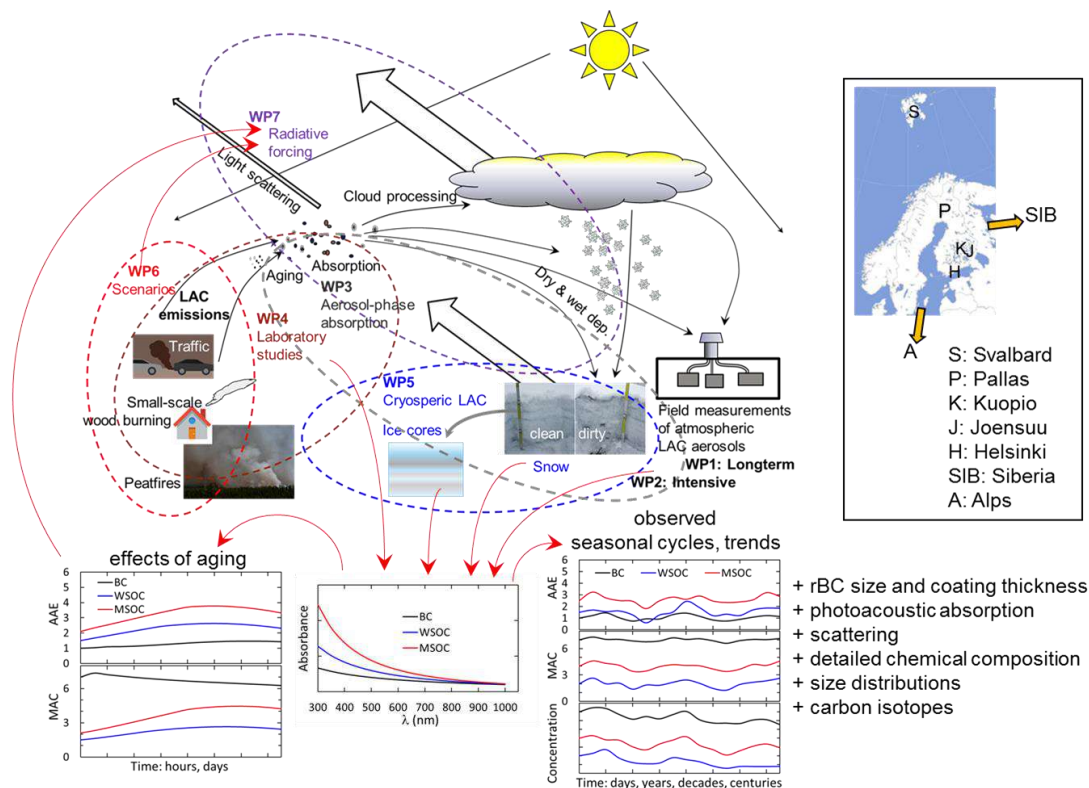 WP7
Radiative
forcing
Light scattering
Cloud processing
WP6
Scenarios
Aging
Absorption
WP3
Aerosol-phase
absorption
LAC
emissions
WP4
Laboratory
studies
Dry & wet dep.
Traffic
Small-scale
wood burning
Peatfires
WP5
Cryosperic LAC
Ice cores
clean
dirty
Snow
Field measurements
of atmospheric
LAC aerosols
WP1: Longterm
WP2: Intensive
S
P
SIB
K
J
H
A
S: Svalbard
P: Pallas
K: Kuopio
J: Joensuu
H: Helsinki
SIB: Siberia
A: Alps
effects of aging
6
5
4
3
2
1
0
AAE
BC
WSOC
MSOC
6
3
0
MAC
Time: hours, days
Absorbance
BC
WSOC
MSOC
300 400 500 600 700 800 900 1000
λ (nm)
observed
seasonal cycles, trends
6
5
4
3
2
1
0
AAE
BC
WSOC
MSOC
6
3
0
MAC
Concentration
Time: days, years, decades, centuries
+ rBC size and coating thickness
+ photoacoustic absorption
+ scattering
+ detailed chemical composition
+ size distributions
+ carbon isotopes